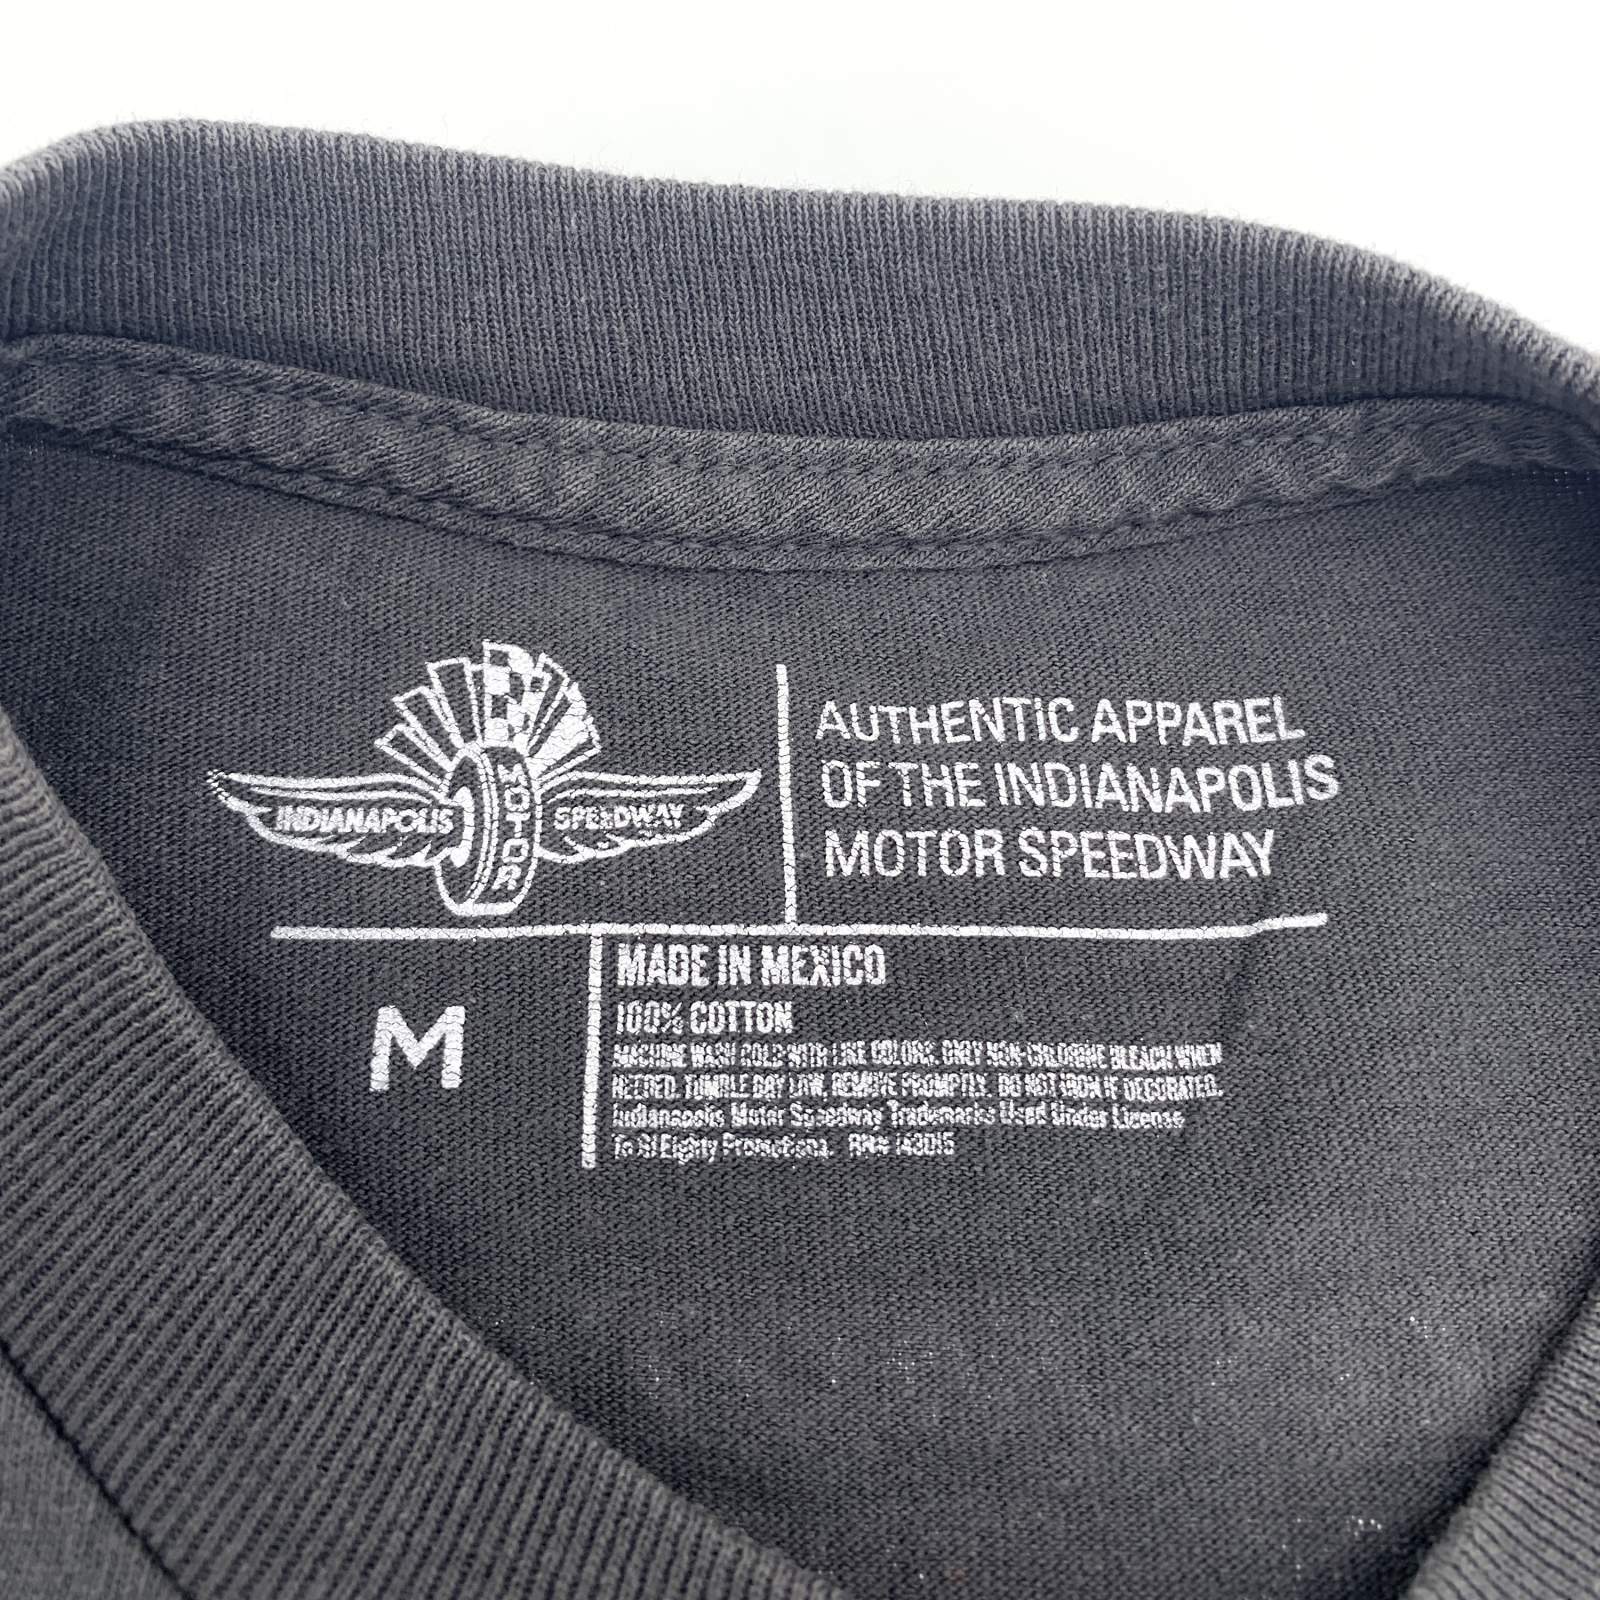 INDIANAPOLIS MOTOR SPEEDWAY
AUTHENTIC APPAREL
OF THE INDIANAPOLIS
MOTOR SPEEDWAY
M
MADE IN MEXICO
100% COTTON
MACHINE WASH COLD WITH LIKE COLORS. ONLY NON-CHLORINE BLEACH WHEN
NEEDED. TUMBLE DRY LOW. REMOVE PROMPTLY. DO NOT IRON IF DECORATED.
Indianapolis Motor Speedway Trademarks Used Under License
To Eighty Promotions. RN# 143015